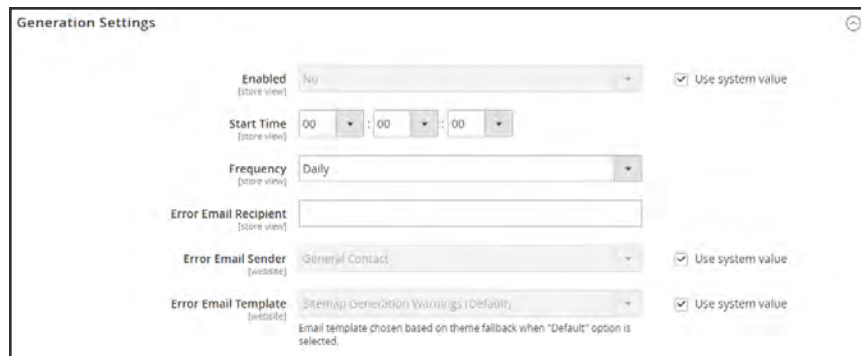 Generation Settings
Enabled No Use system value
[store view]
Start Time 00 : 00 : 00
[store view]
Frequency Daily
[store view]
Error Email Recipient
[store view]
Error Email Sender General Contact Use system value
[website]
Error Email Template Sitemap Generation Warnings (Default) Use system value
[website]
Email template chosen based on theme fallback when "Default" option is
selected.